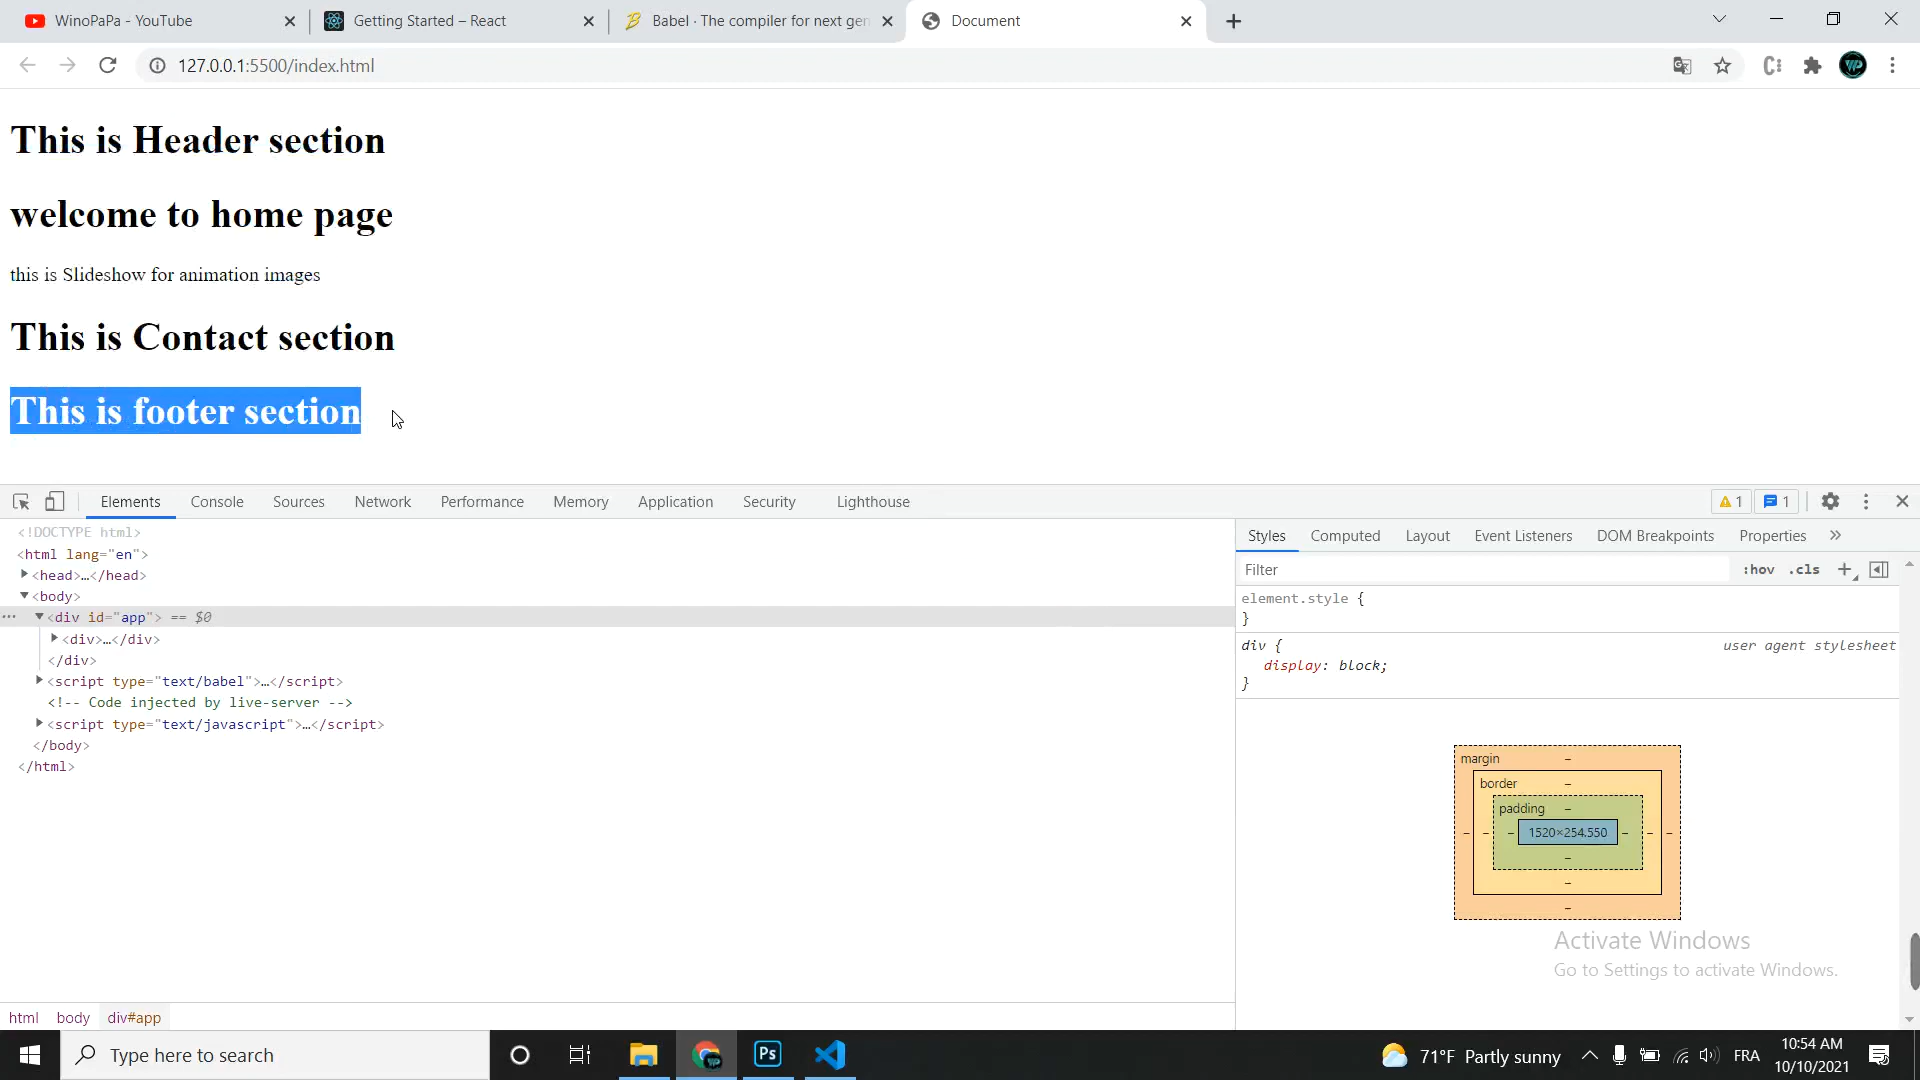 WinoPaPa - YouTube
Getting Started – React
Babel · The compiler for next gen
Document
127.0.0.1:5500/index.html
This is Header section
welcome to home page
this is Slideshow for animation images
This is Contact section
This is footer section
Elements
Console
Sources
Network
Performance
Memory
Application
Security
Lighthouse
1
1
<!DOCTYPE html>
<html lang="en">
<head>…</head>
<body>
<div id="app"> == $0
<div>…</div>
</div>
<script type="text/babel">…</script>
<!-- Code injected by live-server -->
<script type="text/javascript">…</script>
</body>
</html>
html
body
div#app
Styles
Computed
Layout
Event Listeners
DOM Breakpoints
Properties
Filter
:hov
.cls
element.style {
}
div {
user agent stylesheet
display: block;
}
margin
–
border
–
padding
–
–
–
–
1520×254.550
–
–
–
–
–
–
Activate Windows
Go to Settings to activate Windows.
Type here to search
Ps
71°F Partly sunny
FRA
10:54 AM
10/10/2021